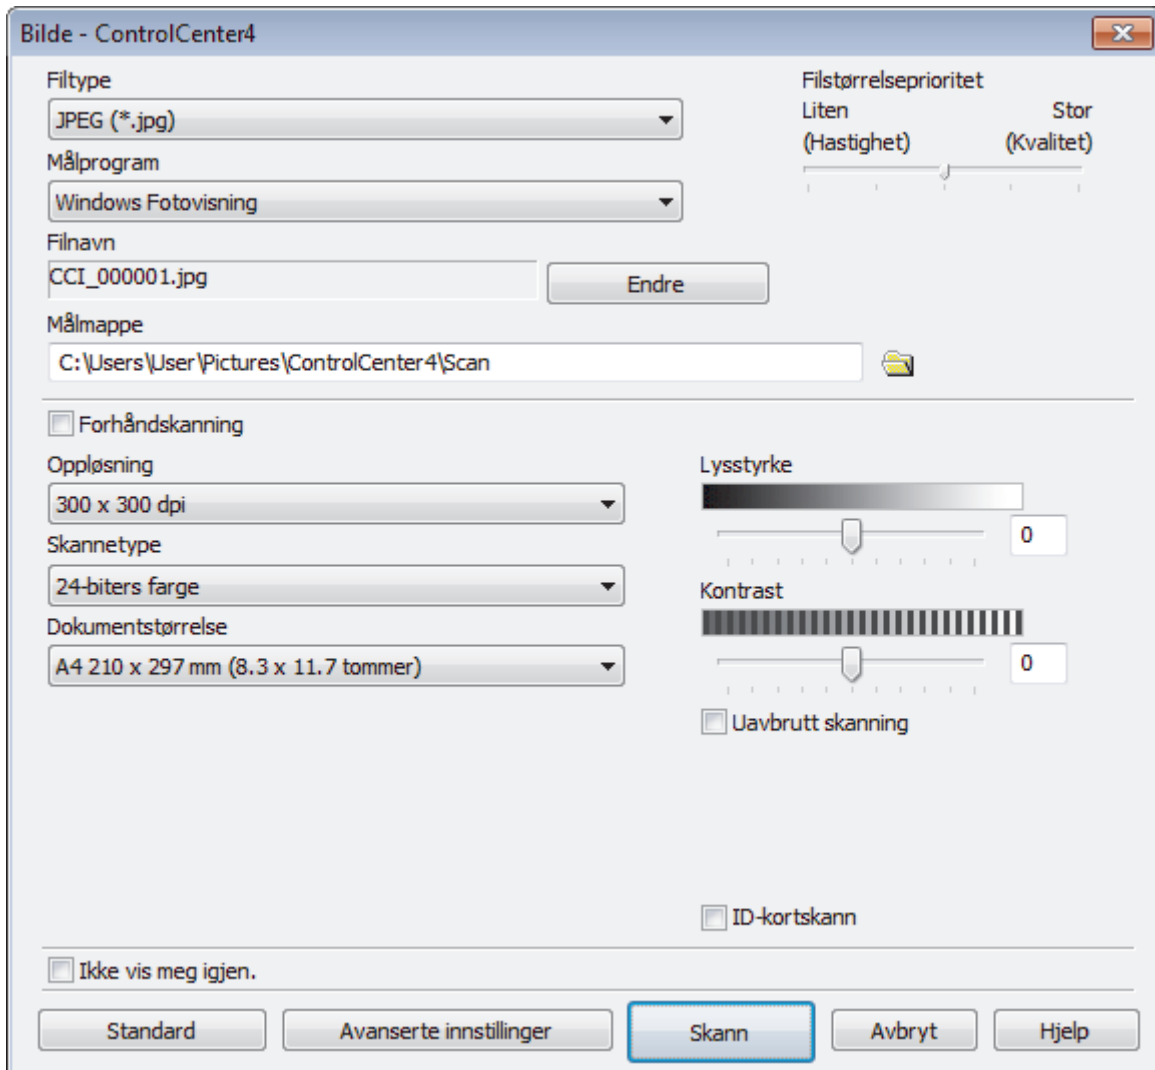 Bilde - ControlCenter4
Filtype
JPEG (*.jpg)
Målprogram
Windows Fotovisning
Filnavn
CCI_000001.jpg
Endre
Målmappe
C:\Users\User\Pictures\ControlCenter4\Scan
Filstørrelseprioritet
Liten Stor
(Hastighet) (Kvalitet)
Forhåndskanning
Oppløsning
300 x 300 dpi
Skannetype
24-biters farge
Dokumentstørrelse
A4 210 x 297 mm (8.3 x 11.7 tommer)
Lysstyrke
0
Kontrast
0
Uavbrutt skanning
ID-kortskann
Ikke vis meg igjen.
Standard Avanserte innstillinger Skann Avbryt Hjelp